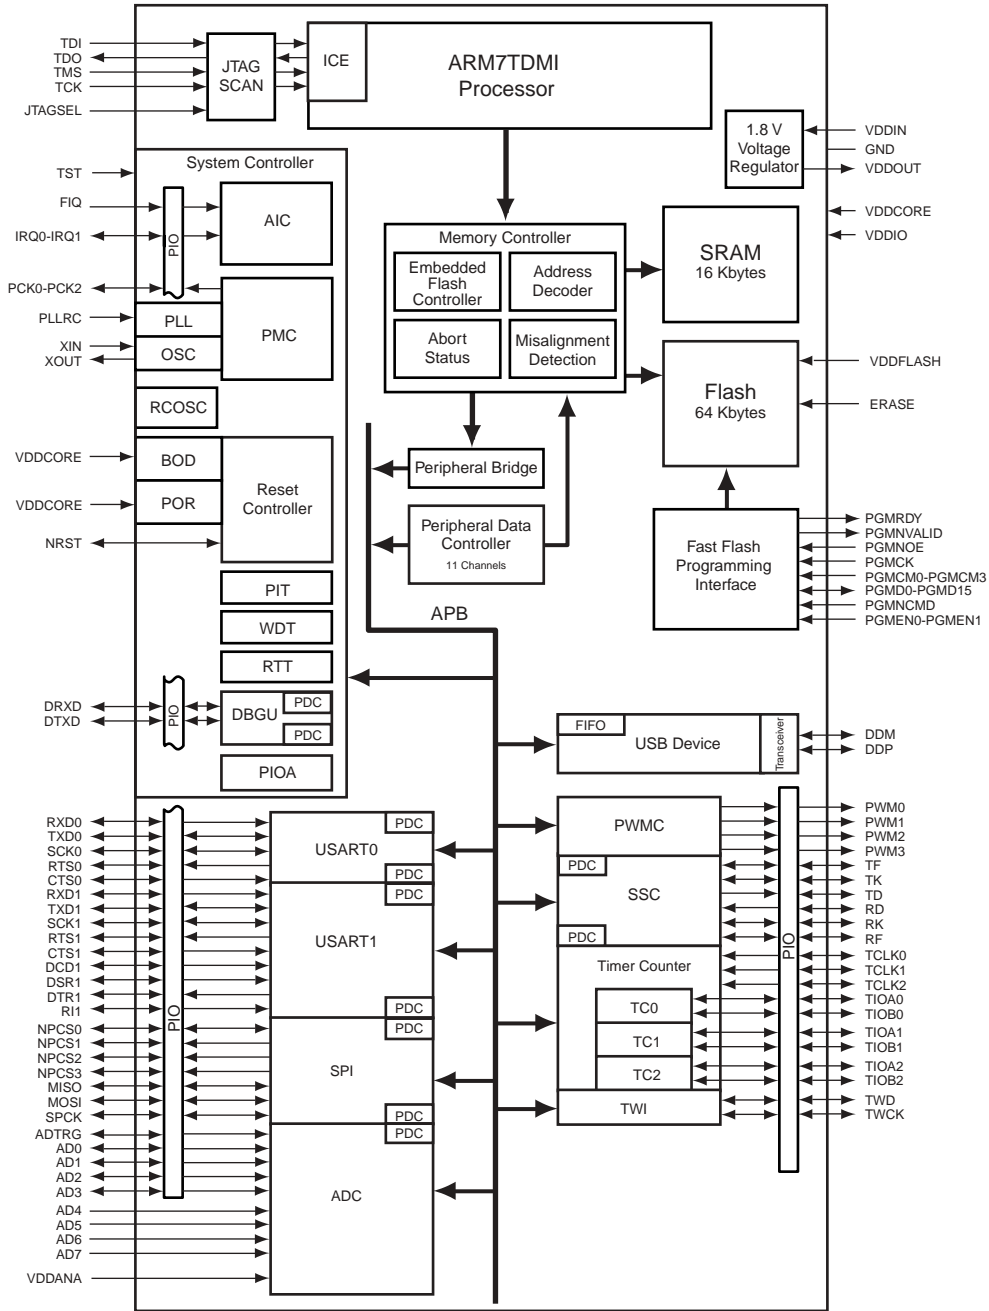 TDI
TDO
TMS
TCK
JTAGSEL
JTAG
SCAN
ICE
ARM7TDMI
Processor
1.8 V
Voltage
Regulator
VDDIN
GND
VDDOUT
VDDCORE
VDDIO
System Controller
TST
FIQ
IRQ0-IRQ1
PIO
AIC
PCK0-PCK2
PLLRC
PLL
XIN
XOUT
OSC
PMC
RCOSC
VDDCORE
BOD
VDDCORE
POR
Reset
Controller
NRST
PIT
WDT
RTT
DRXD
DTXD
PIO
DBGU
PDC
PDC
PIOA
Memory Controller
Embedded
Flash
Controller
Address
Decoder
Abort
Status
Misalignment
Detection
SRAM
16 Kbytes
Flash
64 Kbytes
VDDFLASH
ERASE
Peripheral Bridge
Peripheral Data
Controller
11 Channels
APB
Fast Flash
Programming
Interface
PGMRDY
PGMNVALID
PGMNOE
PGMCK
PGMCM0-PGMCM3
PGMD0-PGMD15
PGMNCMD
PGMEN0-PGMEN1
FIFO
USB Device
Transceiver
DDM
DDP
RXD0
TXD0
SCK0
RTS0
CTS0
RXD1
TXD1
SCK1
RTS1
CTS1
DCD1
DSR1
DTR1
RI1
NPCS0
NPCS1
NPCS2
NPCS3
MISO
MOSI
SPCK
ADTRG
AD0
AD1
AD2
AD3
AD4
AD5
AD6
AD7
VDDANA
PIO
PDC
USART0
PDC
PDC
USART1
PDC
PDC
SPI
PDC
PDC
ADC
PWMC
PDC
SSC
PDC
Timer Counter
TC0
TC1
TC2
TWI
PIO
PWM0
PWM1
PWM2
PWM3
TF
TK
TD
RD
RK
RF
TCLK0
TCLK1
TCLK2
TIOA0
TIOB0
TIOA1
TIOB1
TIOA2
TIOB2
TWD
TWCK